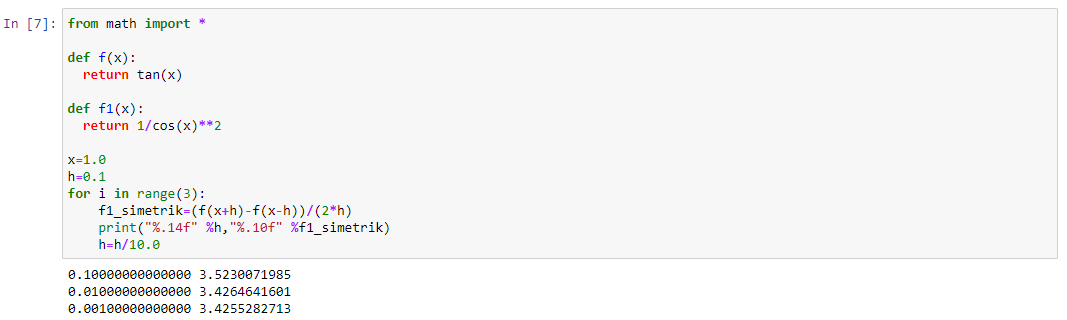 In [7]: from math import *
def f(x):
  return tan(x)
def f1(x):
  return 1/cos(x)**2
x=1.0
h=0.1
for i in range(3):
    f1_simetrik=(f(x+h)-f(x-h))/(2*h)
    print("%.14f" %h,"%.10f" %f1_simetrik)
    h=h/10.0
0.10000000000000 3.5230071985
0.01000000000000 3.4264641601
0.00100000000000 3.4255282713